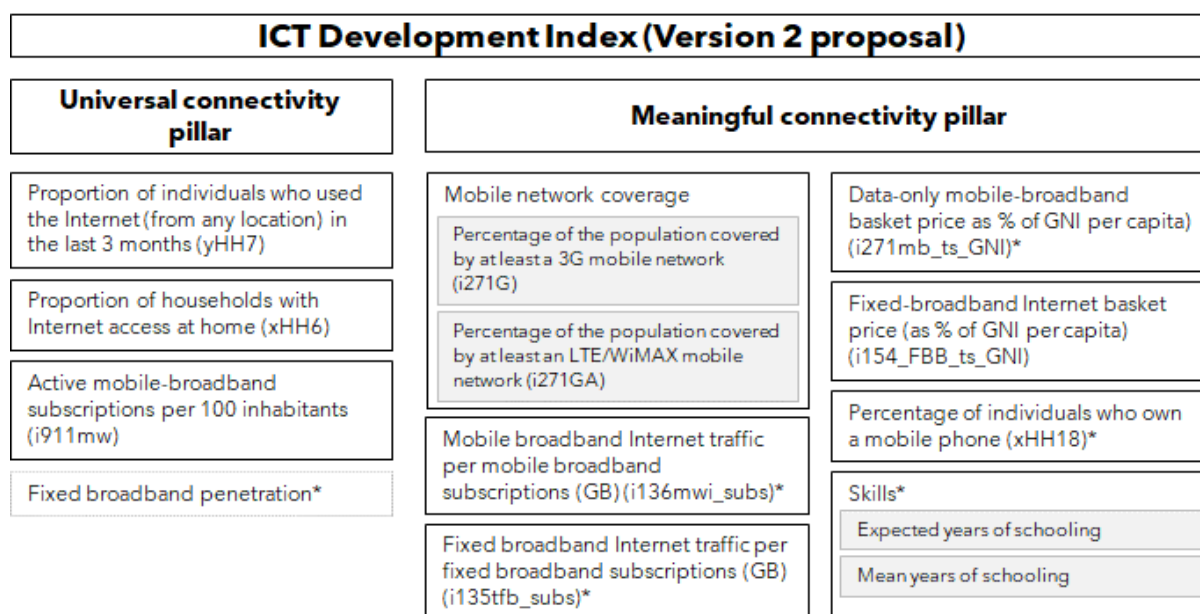 ICT Development Index (Version 2 proposal)
Universal connectivity
pillar
Proportion of individuals who used
the Internet (from any location) in
the last 3 months (yHH7)
Proportion of households with
Internet access at home (xHH6)
Active mobile-broadband
subscriptions per 100 inhabitants
(i911mw)
Fixed broadband penetration*
Meaningful connectivity pillar
Mobile network coverage
Percentage of the population covered
by at least a 3G mobile network
(i271G)
Percentage of the population covered
by at least an LTE/WiMAX mobile
network (i271GA)
Mobile broadband Internet traffic
per mobile broadband
subscriptions (GB) (i136mwi_subs)*
Fixed broadband Internet traffic per
fixed broadband subscriptions (GB)
(i135tfb_subs)*
Data-only mobile-broadband
basket price as % of GNI per capita)
(i271mb_ts_GNI)*
Fixed-broadband Internet basket
price (as % of GNI per capita)
(i154_FBB_ts_GNI)
Percentage of individuals who own
a mobile phone (xHH18)*
Skills*
Expected years of schooling
Mean years of schooling